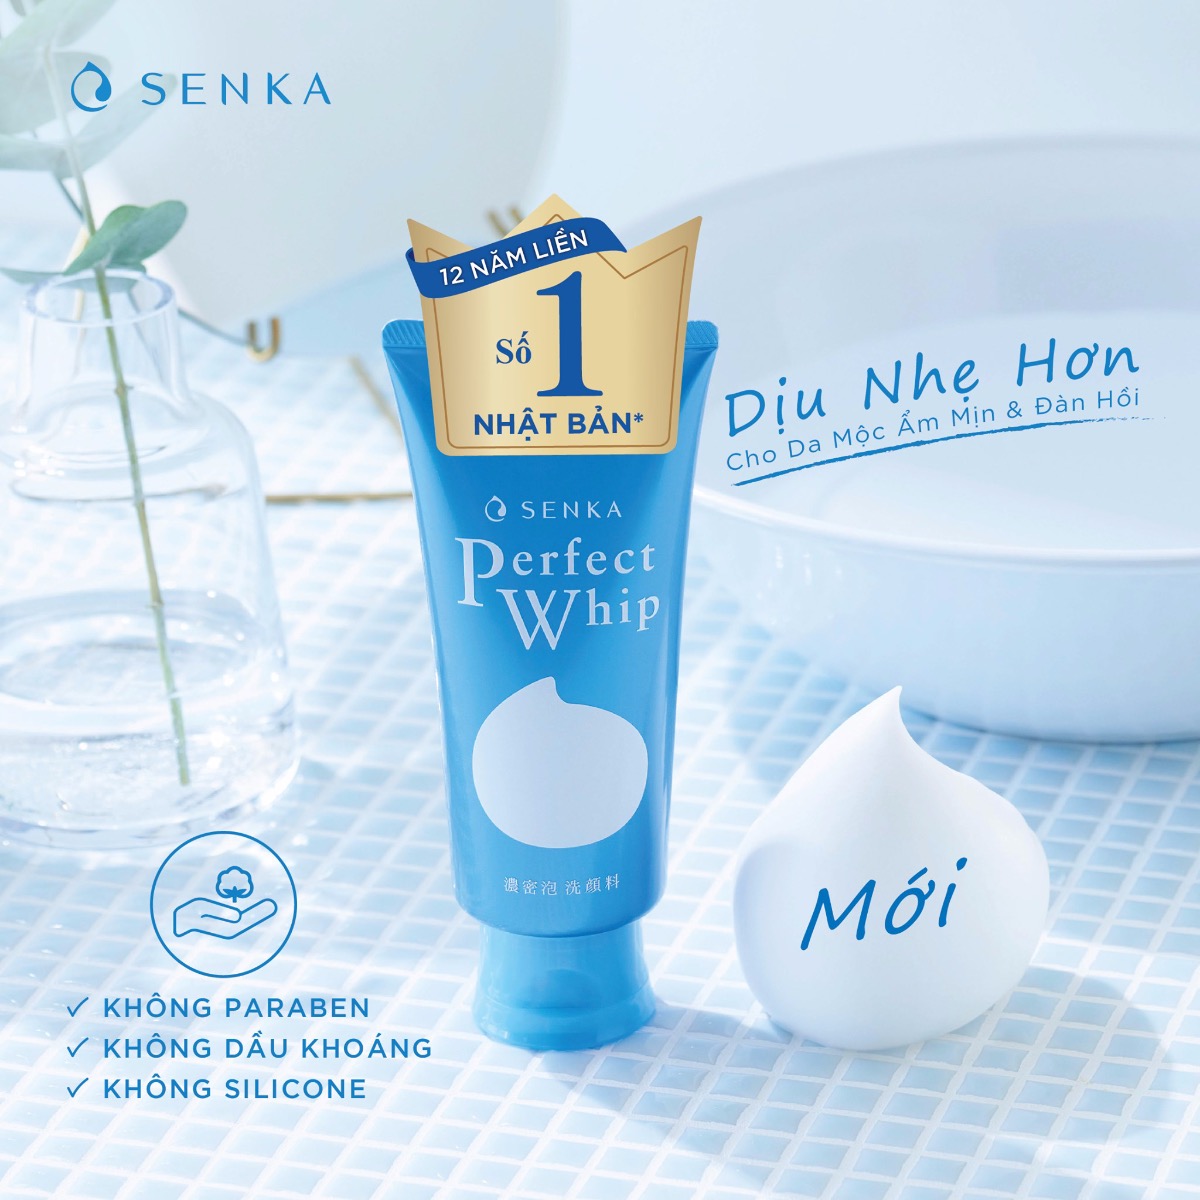 SENKA
12 NĂM LIỀN
Số 1
NHẬT BẢN*
Dịu Nhẹ Hơn
Cho Da Mộc Ẩm Mịn & Đàn Hồi
SENKA
Perfect
Whip
濃密泡 洗顔料
Mới
✓ KHÔNG PARABEN
✓ KHÔNG DẦU KHOÁNG
✓ KHÔNG SILICONE